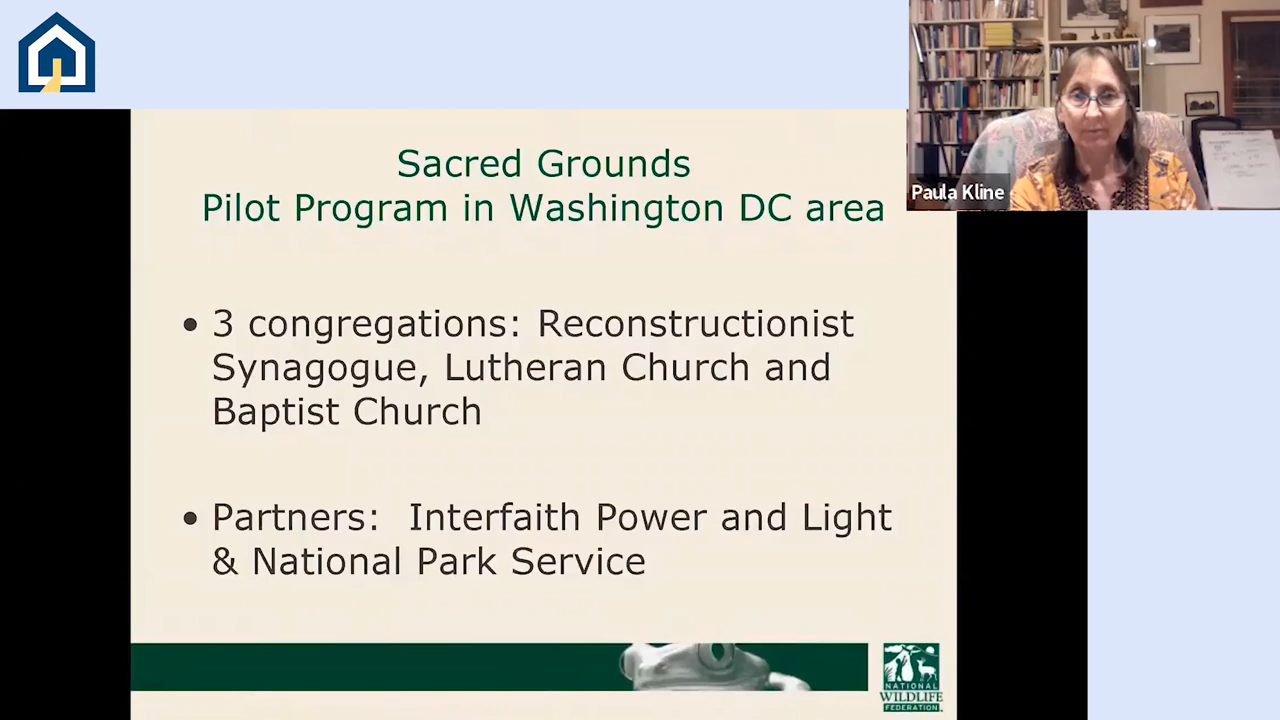 Sacred Grounds
Pilot Program in Washington DC area
Paula Kline
• 3 congregations: Reconstructionist
Synagogue, Lutheran Church and
Baptist Church
• Partners:  Interfaith Power and Light
& National Park Service
NATIONAL
WILDLIFE
FEDERATION